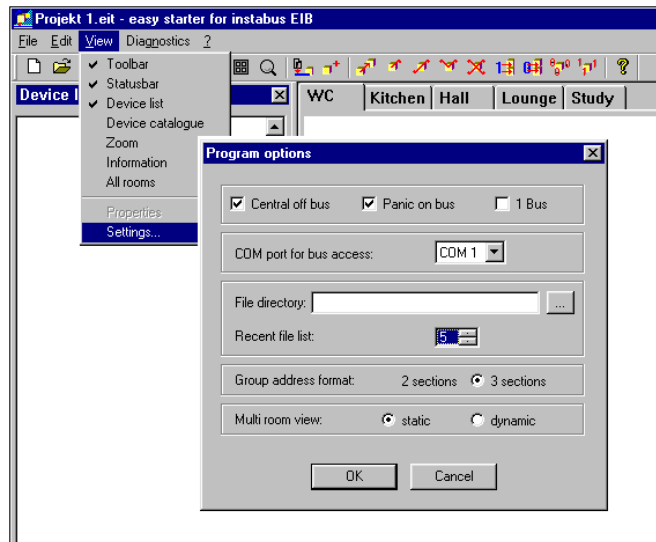 Projekt 1.eit - easy starter for instabus EIB
File Edit View Diagnostics ?
Toolbar
Statusbar
Device list
Device catalogue
Zoom
Information
All rooms
Properties
Settings...
Device l
WC Kitchen Hall Lounge Study
Program options
Central off bus Panic on bus 1 Bus
COM port for bus access: COM 1
File directory: ...
Recent file list: 5
Group address format: 2 sections 3 sections
Multi room view: static dynamic
OK Cancel